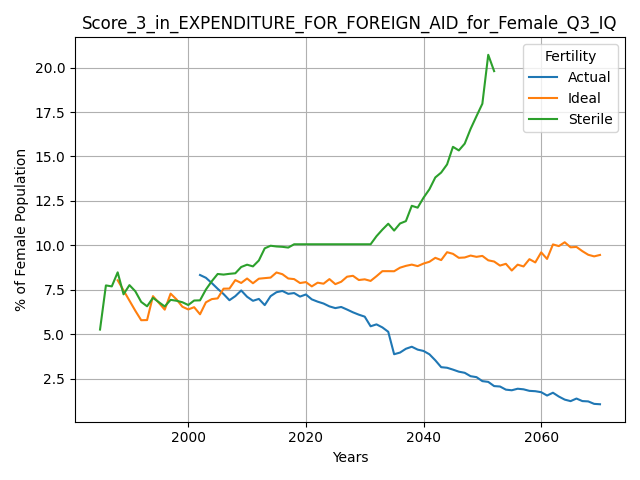 Score_3_in_EXPENDITURE_FOR_FOREIGN_AID_for_Female_Q3_IQ
Fertility
Actual
Ideal
Sterile
% of Female Population
20.0
17.5
15.0
12.5
10.0
7.5
5.0
2.5
2000
2020
2040
2060
Years